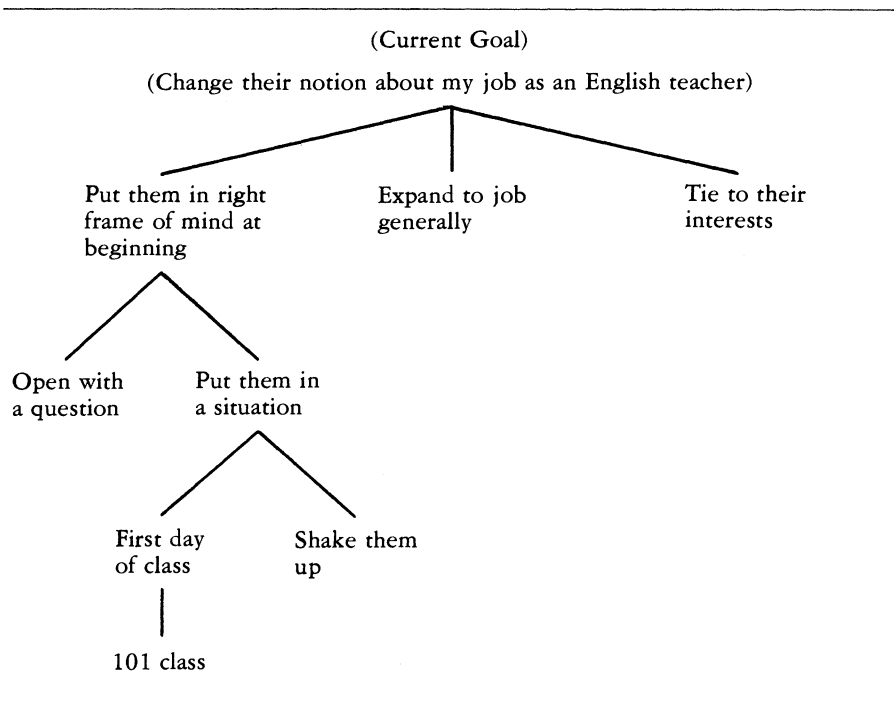 (Current Goal)
(Change their notion about my job as an English teacher)
Put them in right
frame of mind at
beginning
Expand to job
generally
Tie to their
interests
Open with
a question
Put them in
a situation
First day
of class
Shake them
up
101 class